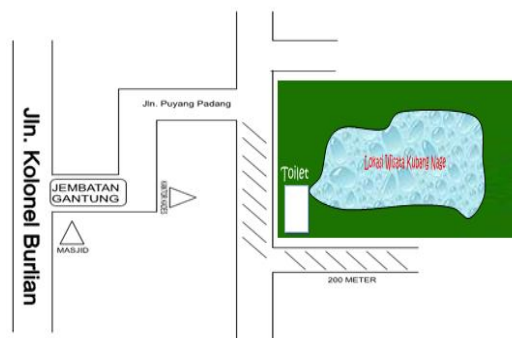 Jln. Kolonel Burlian
Jln. Puyang Padang
JEMBATAN
GANTUNG
MASJID
Toilet
Lokasi Wisata Kubang Nage
200 METER